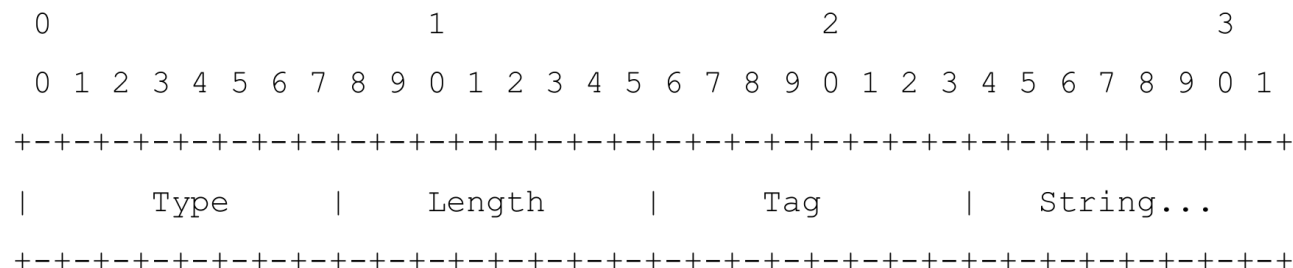 0                   1                   2                   3
 0 1 2 3 4 5 6 7 8 9 0 1 2 3 4 5 6 7 8 9 0 1 2 3 4 5 6 7 8 9 0 1
+-+-+-+-+-+-+-+-+-+-+-+-+-+-+-+-+-+-+-+-+-+-+-+-+-+-+-+-+-+-+-+-+
|      Type     |    Length     |     Tag       |   String...
+-+-+-+-+-+-+-+-+-+-+-+-+-+-+-+-+-+-+-+-+-+-+-+-+-+-+-+-+-+-+-+-+